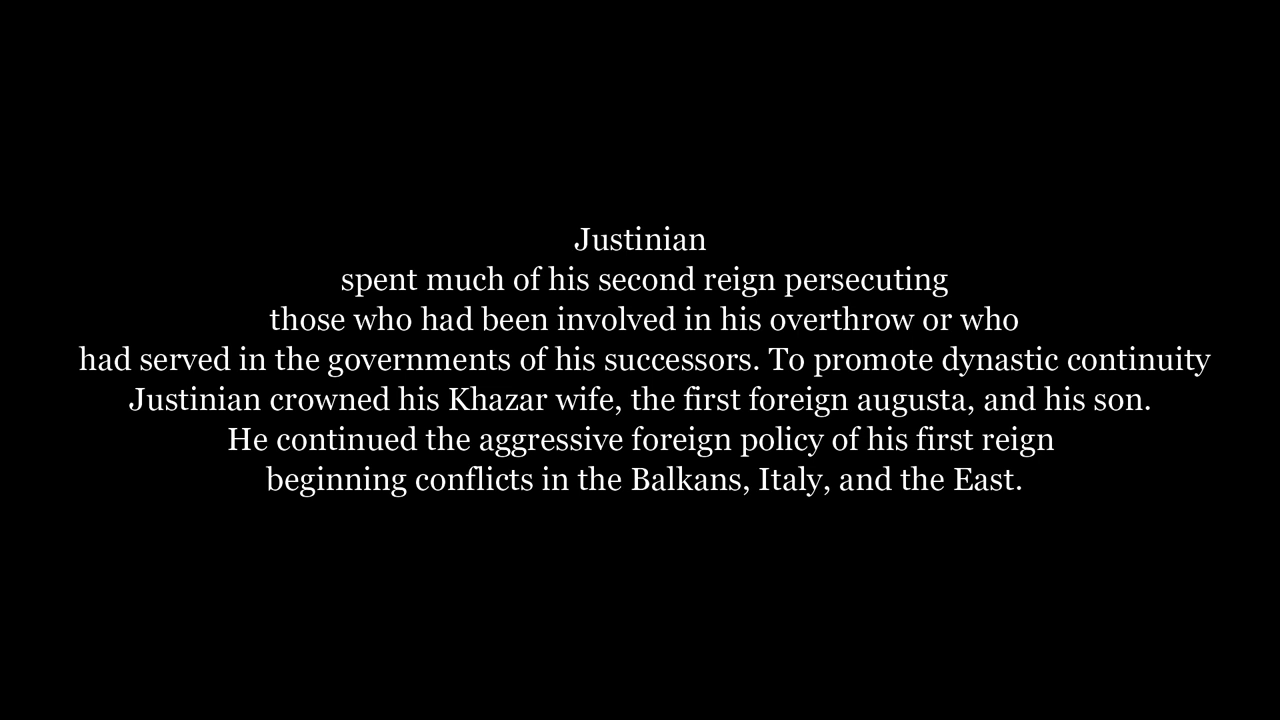 Justinian
spent much of his second reign persecuting
those who had been involved in his overthrow or who
had served in the governments of his successors. To promote dynastic continuity
Justinian crowned his Khazar wife, the first foreign augusta, and his son.
He continued the aggressive foreign policy of his first reign
beginning conflicts in the Balkans, Italy, and the East.